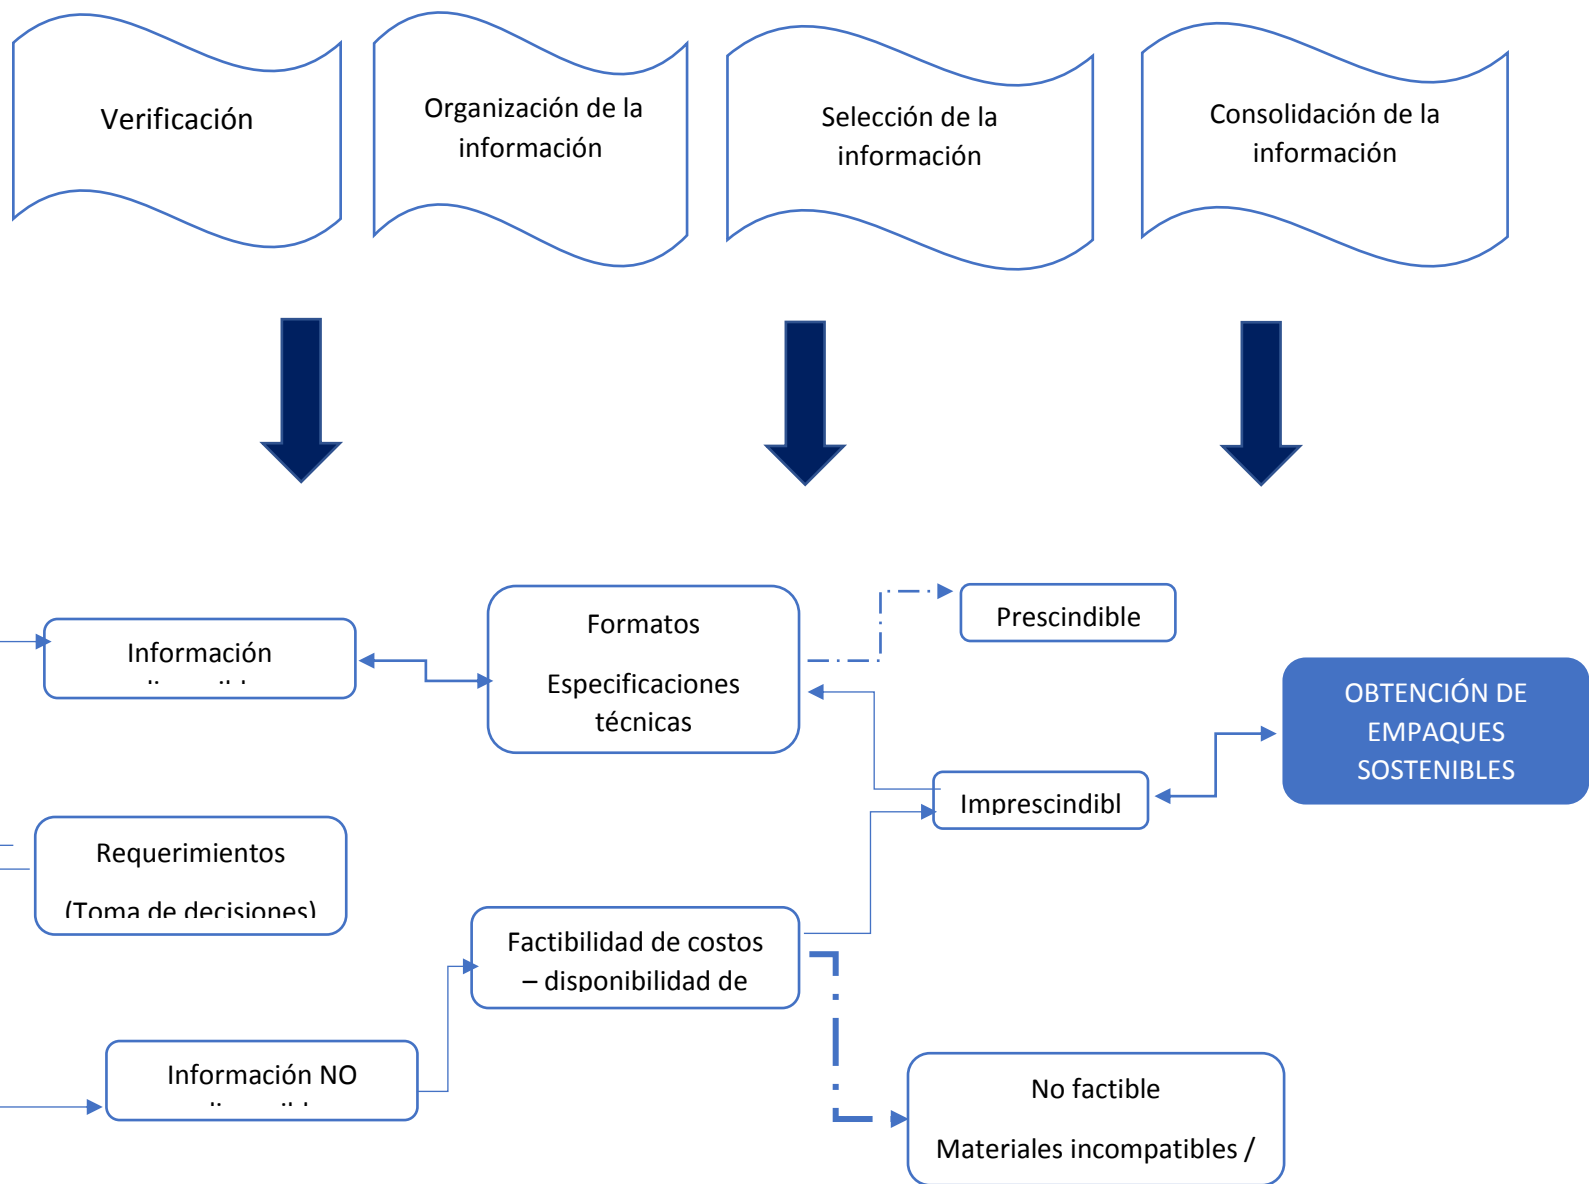 Verificación
Organización de la
información
Selección de la
información
Consolidación de la
información
Información
Formatos
Especificaciones
técnicas
Prescindible
Imprescindibl
OBTENCIÓN DE
EMPAQUES
SOSTENIBLES
Requerimientos
(Toma de decisiones)
Factibilidad de costos
– disponibilidad de
Información NO
No factible
Materiales incompatibles /